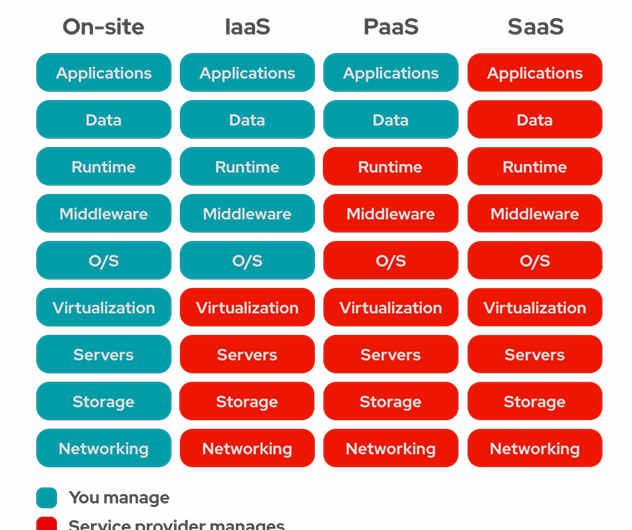 On-site IaaS PaaS SaaS
Applications Applications Applications Applications
Data Data Data Data
Runtime Runtime Runtime Runtime
Middleware Middleware Middleware Middleware
O/S O/S O/S O/S
Virtualization Virtualization Virtualization Virtualization
Servers Servers Servers Servers
Storage Storage Storage Storage
Networking Networking Networking Networking
You manage
Service provider manages